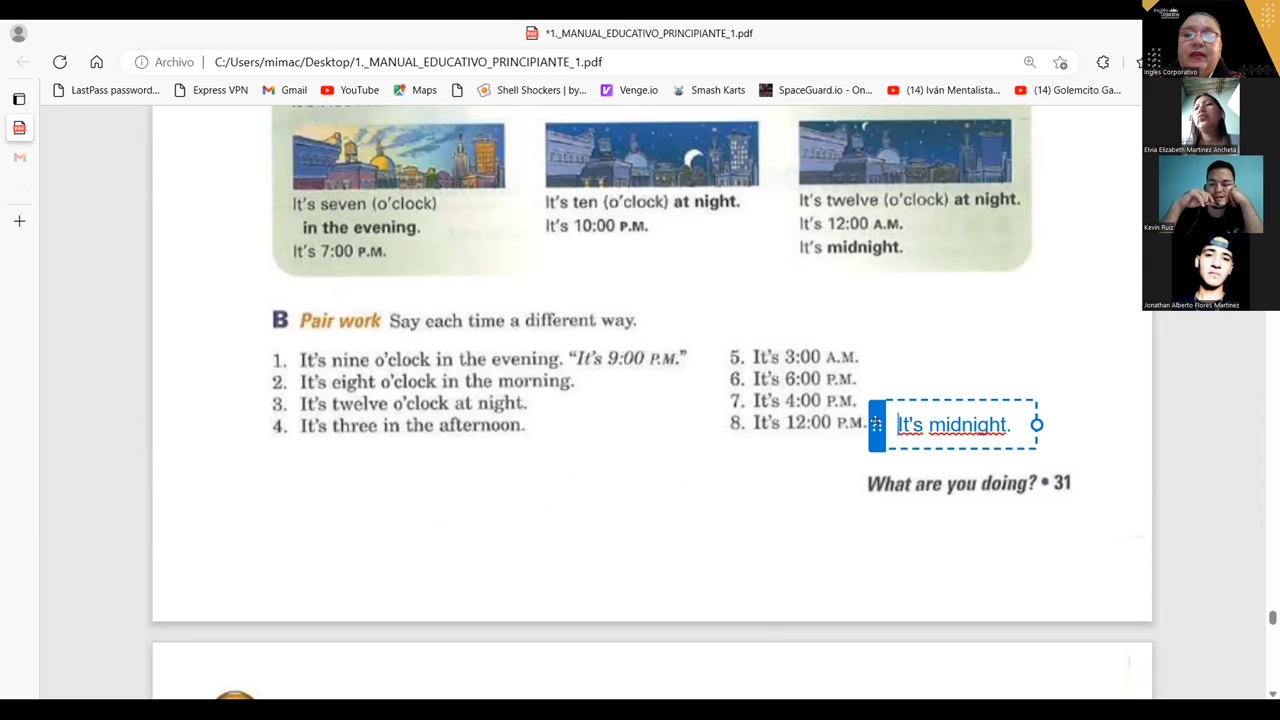 *1._MANUAL_EDUCATIVO_PRINCIPIANTE_1.pdf
Archivo C:/Users/mimac/Desktop/1._MANUAL_EDUCATIVO_PRINCIPIANTE_1.pdf
LastPass password... Express VPN Gmail YouTube Maps Shell Shockers | by... Venge.io Smash Karts SpaceGuard.io - On... (14) Iván Mentalista... (14) Golemcito Ga...
It's seven (o'clock)
in the evening.
It's 7:00 P.M.
It's ten (o'clock) at night.
It's 10:00 P.M.
It's twelve (o'clock) at night.
It's 12:00 A.M.
It's midnight.
B Pair work Say each time a different way.
1. It's nine o'clock in the evening. "It's 9:00 P.M."
2. It's eight o'clock in the morning.
3. It's twelve o'clock at night.
4. It's three in the afternoon.
5. It's 3:00 A.M.
6. It's 6:00 P.M.
7. It's 4:00 P.M.
8. It's 12:00 P.M.
It's midnight.
What are you doing? • 31
Inglés Corporativo
Elvia Elizabeth Martinez Ancheta
Kevin Ruiz
Jonathan Alberto Flores Martinez